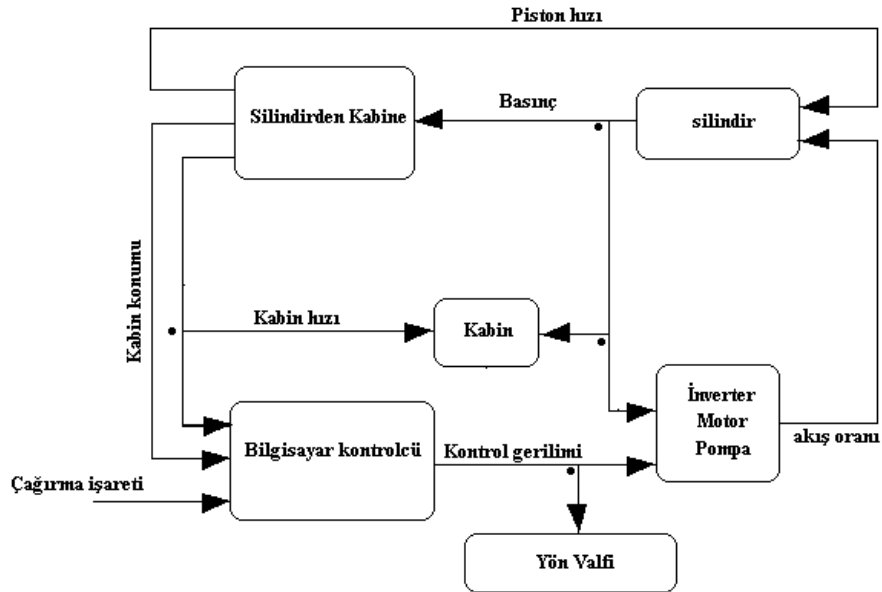 Piston hızı
Silindirden Kabine
Basınç
silindir
Kabin konumu
Kabin hızı
Kabin
İnverter
Motor
Pompa
akış oranı
Bilgisayar kontrolcü
Kontrol gerilimi
Çağırma işareti
Yön Valfi